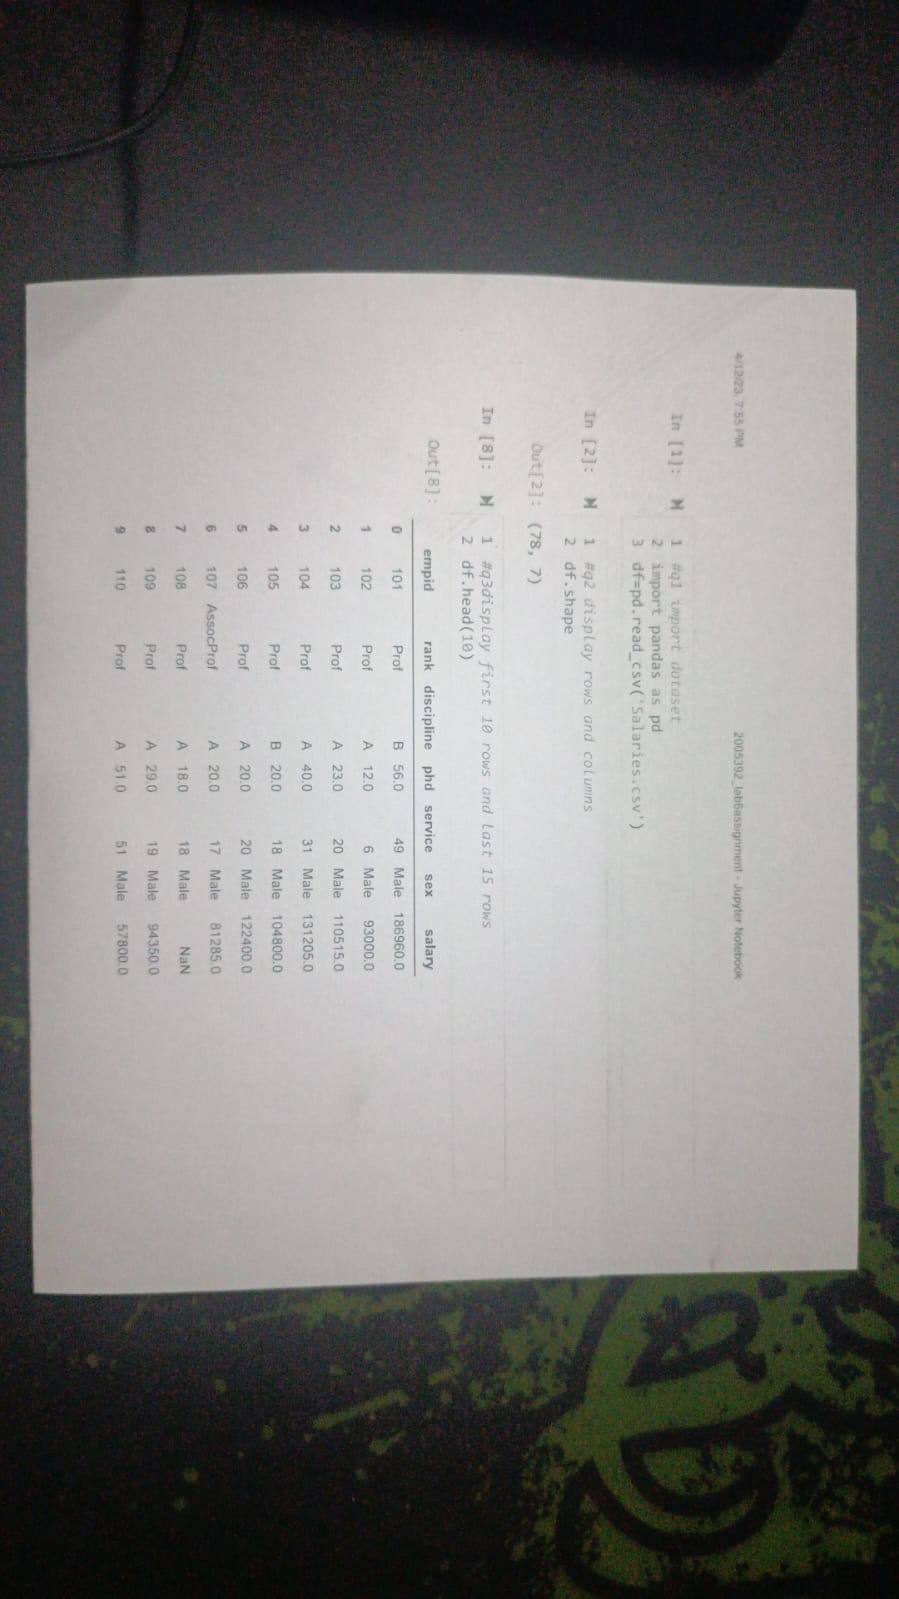 4/12/23, 7:55 PM 2005392_lab6assignment - Jupyter Notebook
In [1]: 1 #q1 import dataset
2 import pandas as pd
3 df=pd.read_csv('Salaries.csv')
In [2]: 1 #q2 display rows and columns
2 df.shape
Out[2]: (78, 7)
In [8]: 1 #q3display first 10 rows and last 15 rows
2 df.head(10)
Out[8]:
empid rank discipline phd service sex salary
0 101 Prof B 56.0 49 Male 186960.0
1 102 Prof A 12.0 6 Male 93000.0
2 103 Prof A 23.0 20 Male 110515.0
3 104 Prof A 40.0 31 Male 131205.0
4 105 Prof B 20.0 18 Male 104800.0
5 106 Prof A 20.0 20 Male 122400.0
6 107 AssocProf A 20.0 17 Male 81285.0
7 108 Prof A 18.0 18 Male NaN
8 109 Prof A 29.0 19 Male 94350.0
9 110 Prof A 51.0 51 Male 57800.0